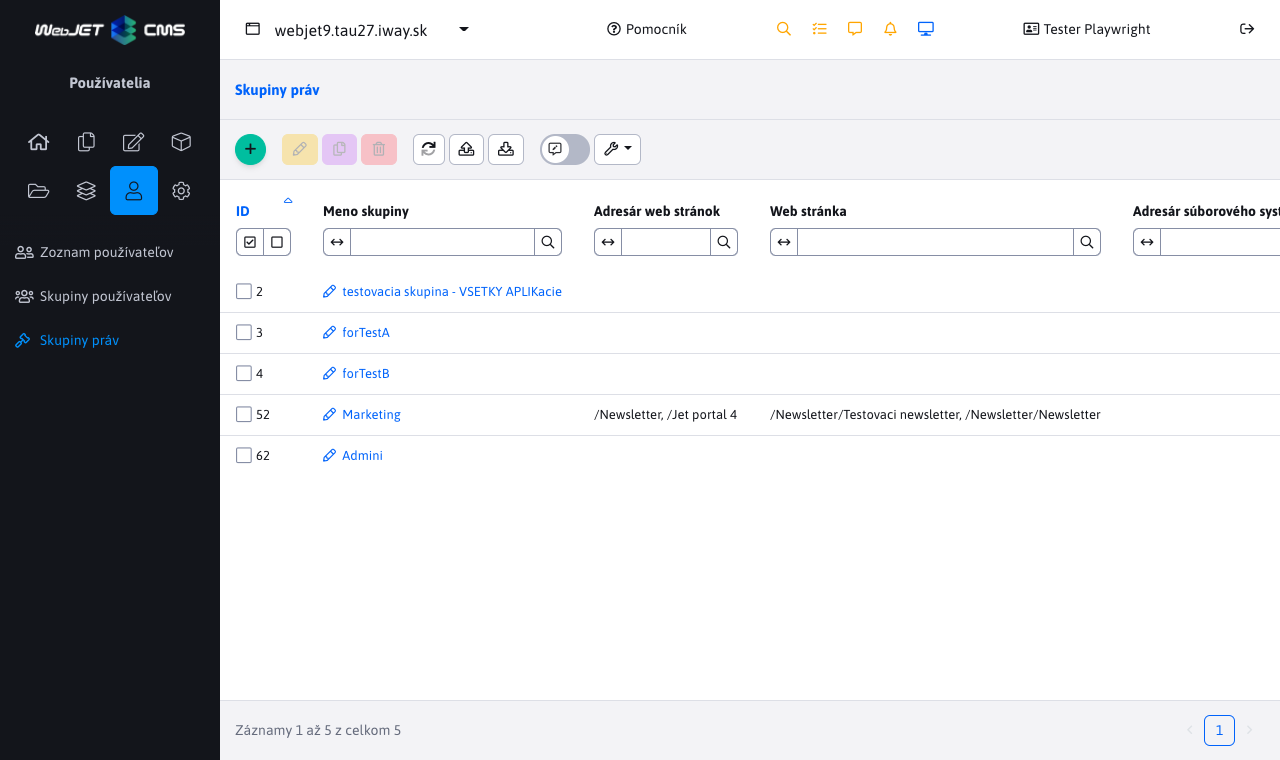 WebJET CMS
Používatelia
Zoznam používateľov
Skupiny používateľov
Skupiny práv
webjet9.tau27.iway.sk
Pomocník
Tester Playwright
Skupiny práv
ID Meno skupiny Adresár web stránok Web stránka Adresár súborového syst
2 testovacia skupina - VSETKY APLIKacie
3 forTestA
4 forTestB
52 Marketing /Newsletter, /Jet portal 4 /Newsletter/Testovaci newsletter, /Newsletter/Newsletter
62 Admini
Záznamy 1 až 5 z celkom 5
1